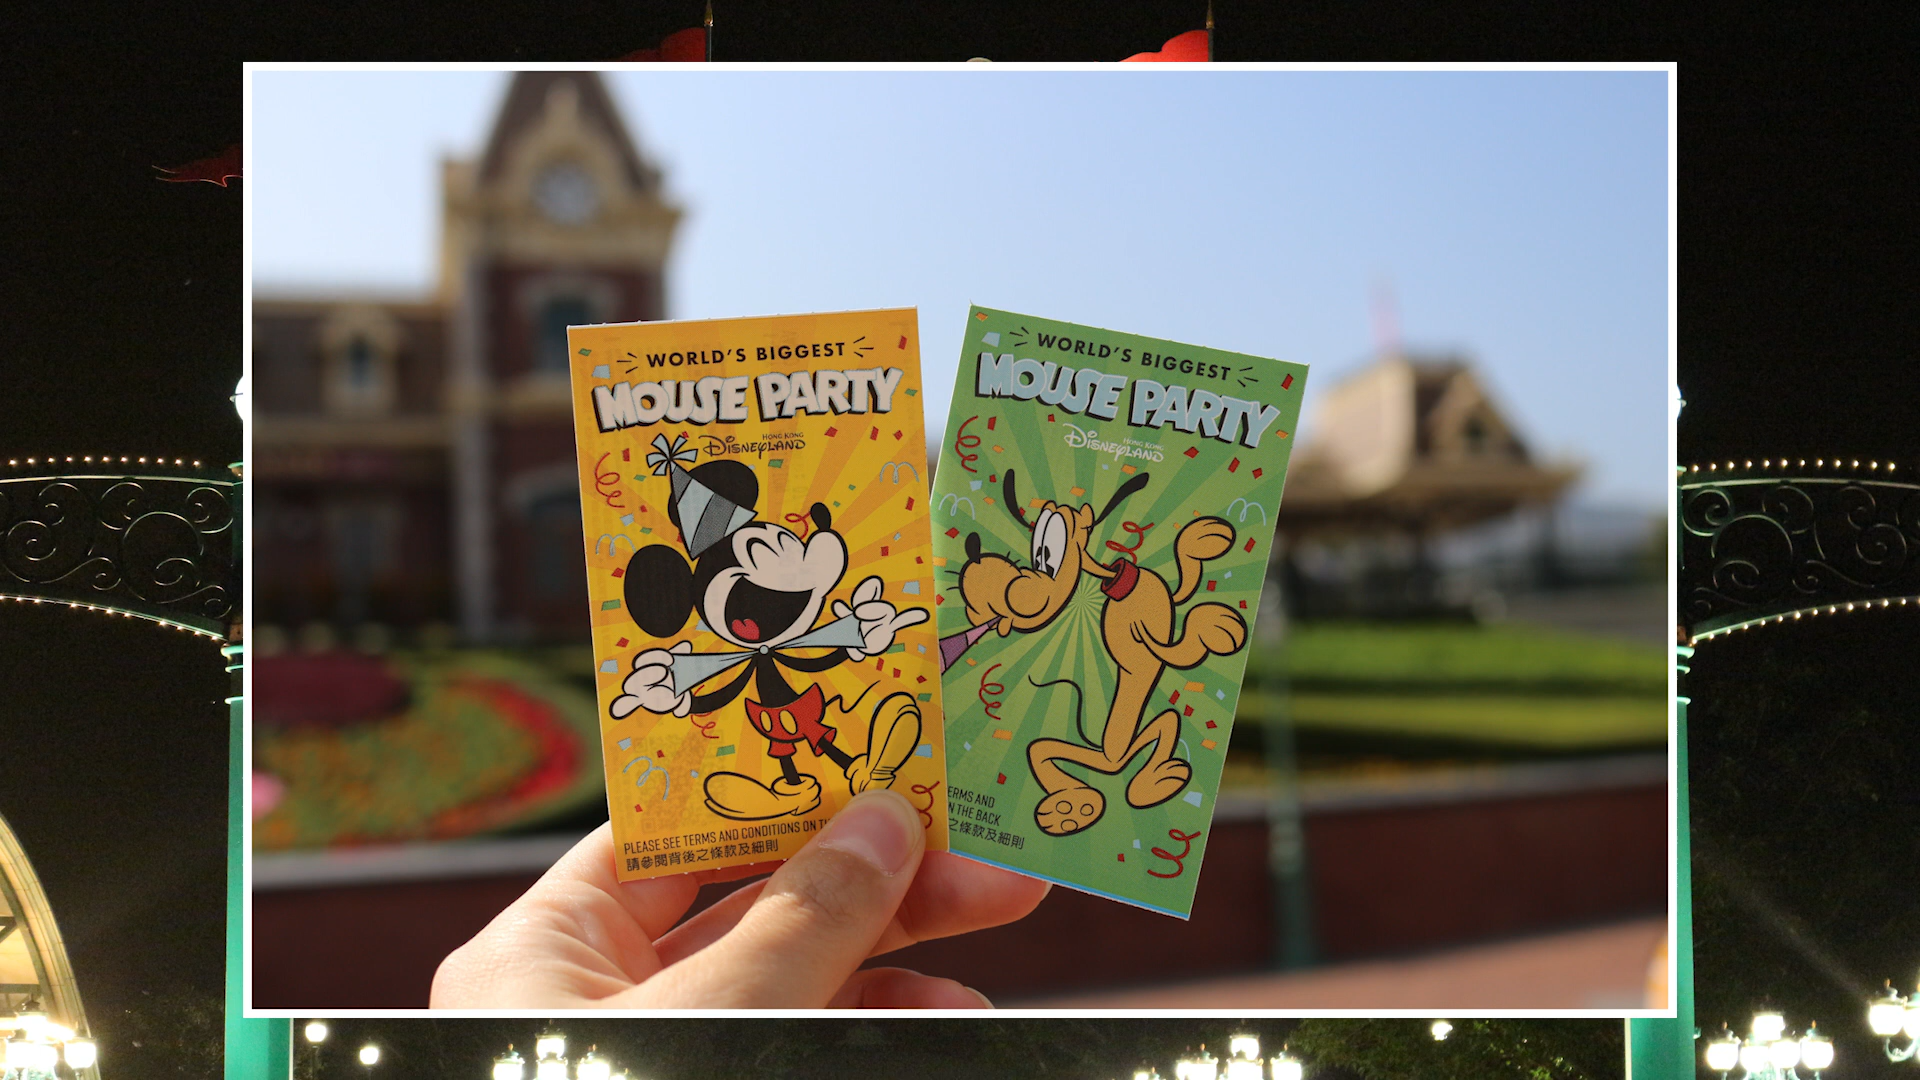 WORLD'S BIGGEST
MOUSE PARTY
HONG KONG
DISNEYLAND
PLEASE SEE TERMS AND CONDITIONS ON
請參閱背後之條款及細則
WORLD'S BIGGEST
MOUSE PARTY
HONG KONG
DISNEYLAND
ERMS AND
N THE BACK
之條款及細則